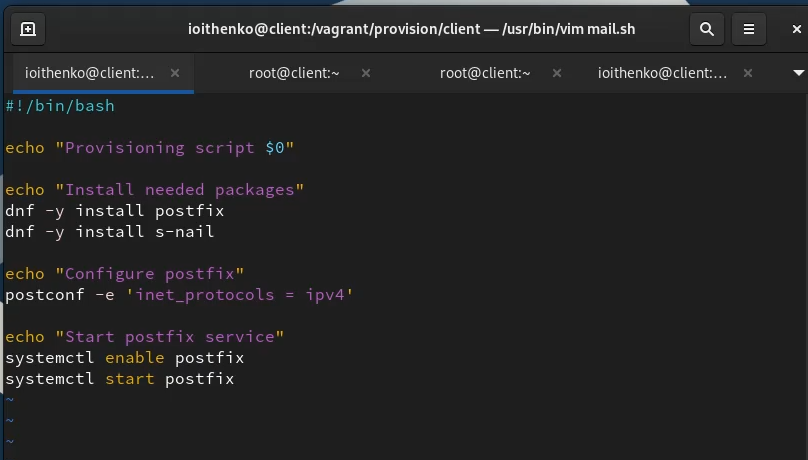 ioithenko@client:/vagrant/provision/client — /usr/bin/vim mail.sh
ioithenko@client:... root@client:~ root@client:~ ioithenko@client:...
#!/bin/bash
echo "Provisioning script $0"
echo "Install needed packages"
dnf -y install postfix
dnf -y install s-nail
echo "Configure postfix"
postconf -e 'inet_protocols = ipv4'
echo "Start postfix service"
systemctl enable postfix
systemctl start postfix
~
~
~